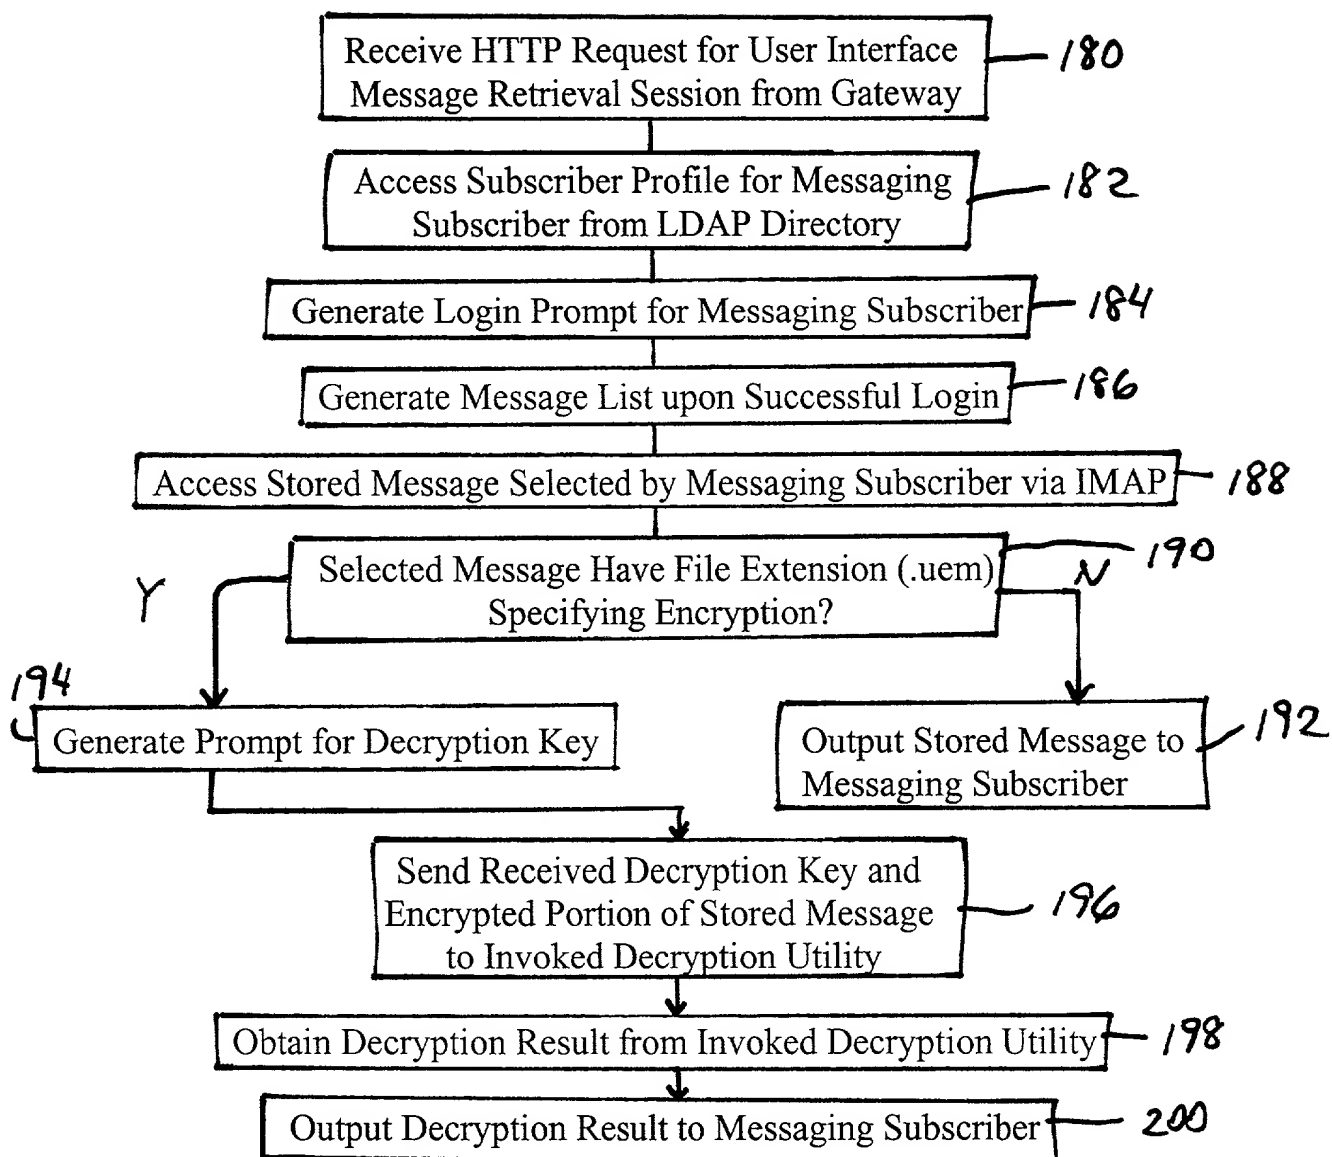 Receive HTTP Request for User Interface
Message Retrieval Session from Gateway
180
Access Subscriber Profile for Messaging
Subscriber from LDAP Directory
182
Generate Login Prompt for Messaging Subscriber
184
Generate Message List upon Successful Login
186
Access Stored Message Selected by Messaging Subscriber via IMAP
188
Selected Message Have File Extension (.uem)
Specifying Encryption?
190
Y
N
194
Generate Prompt for Decryption Key
Output Stored Message to
Messaging Subscriber
192
Send Received Decryption Key and
Encrypted Portion of Stored Message
to Invoked Decryption Utility
196
Obtain Decryption Result from Invoked Decryption Utility
198
Output Decryption Result to Messaging Subscriber
200